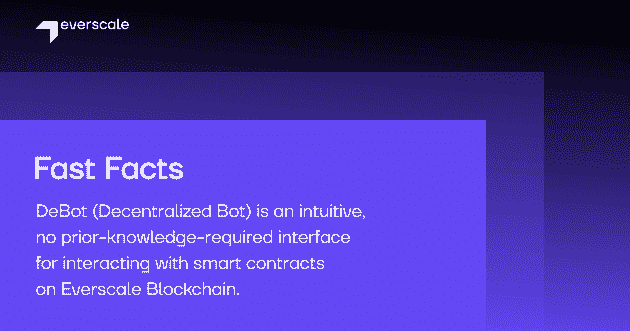 everscale
Fast Facts
DeBot (Decentralized Bot) is an intuitive,
no prior-knowledge-required interface
for interacting with smart contracts
on Everscale Blockchain.